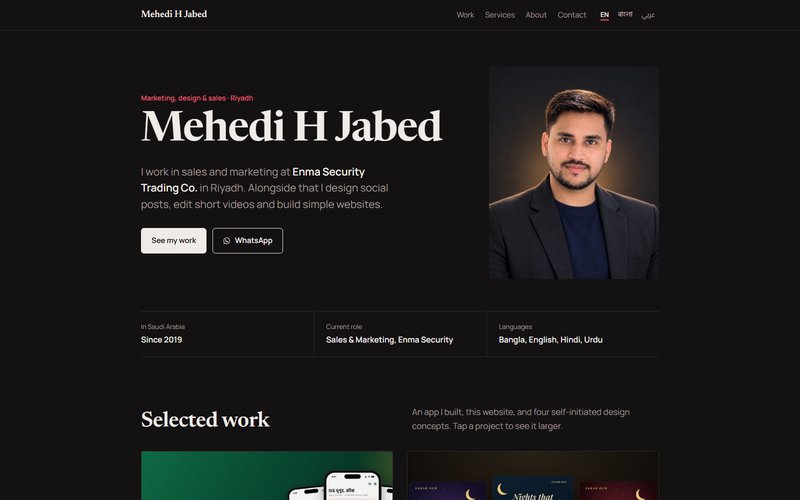 Mehedi H Jabed
Work Services About Contact EN বাংলা عربي
Marketing, design & sales · Riyadh
Mehedi H Jabed
I work in sales and marketing at Enma Security
Trading Co. in Riyadh. Alongside that I design social
posts, edit short videos and build simple websites.
See my work
WhatsApp
In Saudi Arabia
Since 2019
Current role
Sales & Marketing, Enma Security
Languages
Bangla, English, Hindi, Urdu
Selected work
An app I built, this website, and four self-initiated design
concepts. Tap a project to see it larger.
Nights that